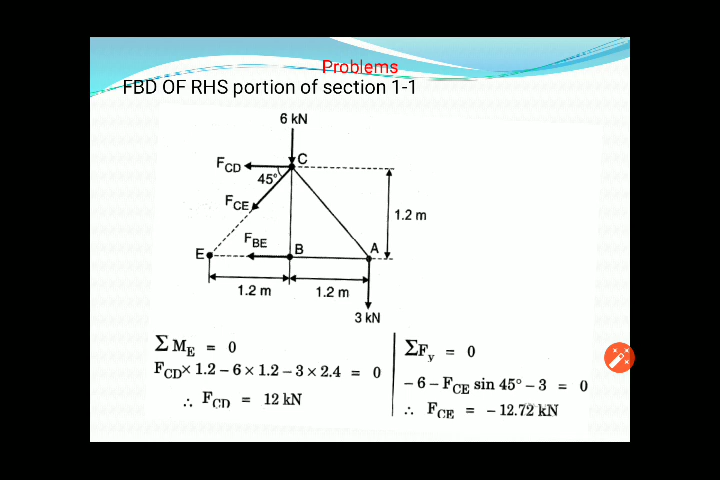 Problems
FBD OF RHS portion of section 1-1
6 kN
F_CD
C
45°
F_CE
1.2 m
F_BE
E
B
A
1.2 m
1.2 m
3 kN
Σ M_E = 0
F_CD × 1.2 – 6 × 1.2 – 3 × 2.4 = 0
∴ F_CD = 12 kN
ΣF_y = 0
– 6 – F_CE sin 45° – 3 = 0
∴ F_CE = – 12.72 kN